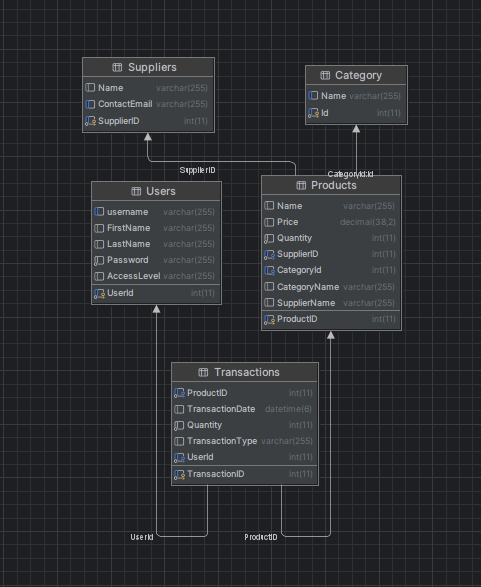 Suppliers
Name varchar(255)
ContactEmail varchar(255)
SupplierID int(11)
Category
Name varchar(255)
Id int(11)
SupplierID
CategoryId:Id
Users
username varchar(255)
FirstName varchar(255)
LastName varchar(255)
Password varchar(255)
AccessLevel varchar(255)
UserId int(11)
Products
Name varchar(255)
Price decimal(38,2)
Quantity int(11)
SupplierID int(11)
CategoryId int(11)
CategoryName varchar(255)
SupplierName varchar(255)
ProductID int(11)
Transactions
ProductID int(11)
TransactionDate datetime(6)
Quantity int(11)
TransactionType varchar(255)
UserId int(11)
TransactionID int(11)
UserId
ProductID